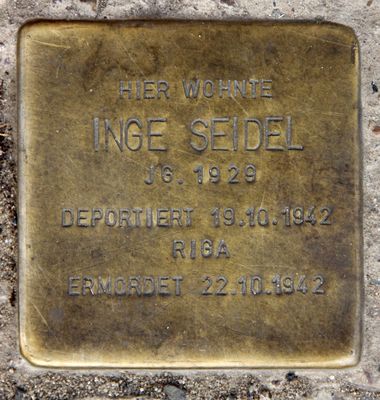 HIER WOHNTE
INGE SEIDEL
JG. 1929
DEPORTIERT 19.10.1942
RIGA
ERMORDET 22.10.1942